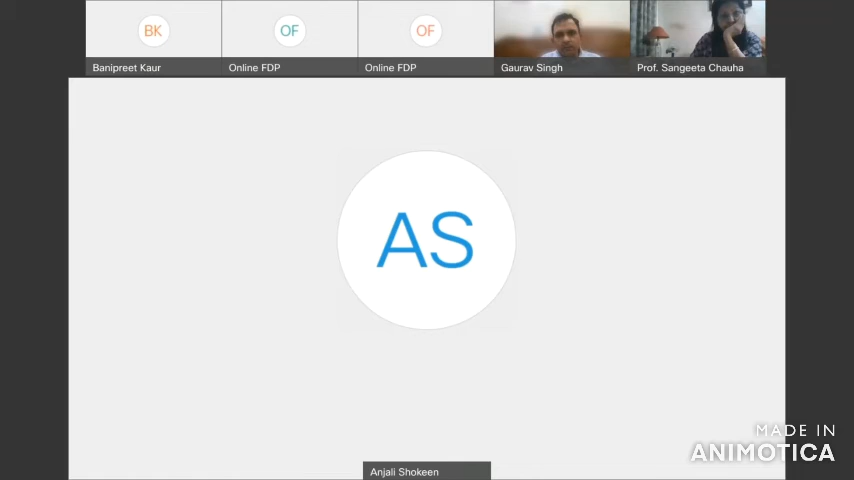 BK
OF
OF
Banipreet Kaur
Online FDP
Online FDP
Gaurav Singh
Prof. Sangeeta Chauha
AS
Anjali Shokeen
MADE IN
ANIMOTICA